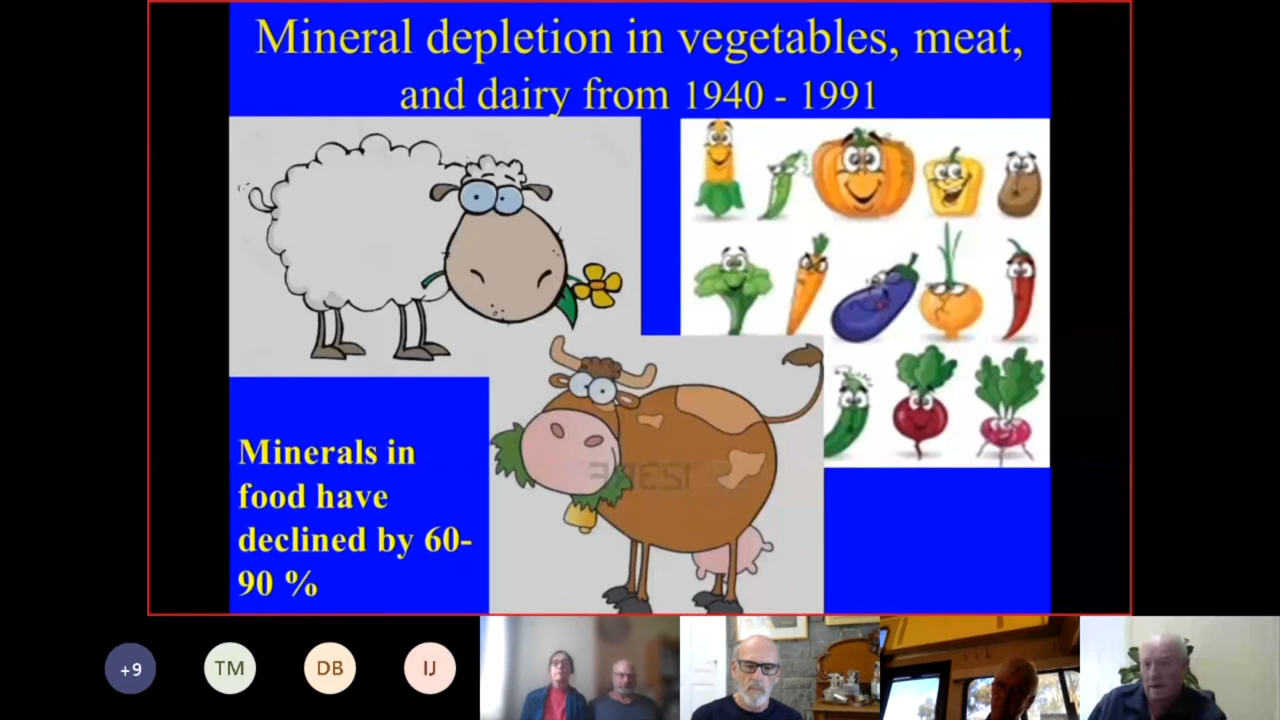 Mineral depletion in vegetables, meat,
and dairy from 1940 - 1991
Minerals in
food have
declined by 60-
90 %
+9
TM
DB
IJ